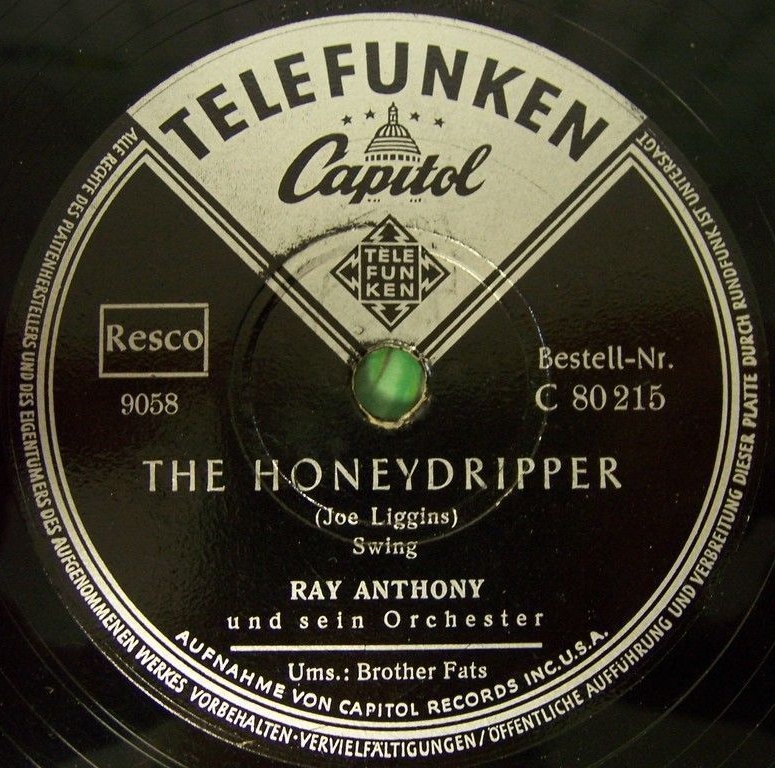 TELEFUNKEN
Capitol
TELE
FUN
KEN
Resco
9058
Bestell-Nr.
C 80215
THE HONEYDRIPPER
(Joe Liggins)
Swing
RAY ANTHONY
und sein Orchester
Ums.: Brother Fats
AUFNAHME VON CAPITOL RECORDS INC.U.S.A.
ALLE RECHTE DES PLATTENHERSTELLERS UND DES EIGENTÜMERS DES AUFGENOMMENEN WERKES VORBEHALTEN·VERVIELFÄLTIGUNGEN/ÖFFENTLICHE AUFFÜHRUNG UND VERBREITUNG DIESER PLATTE DURCH RUNDFUNK IST UNTERSAGT